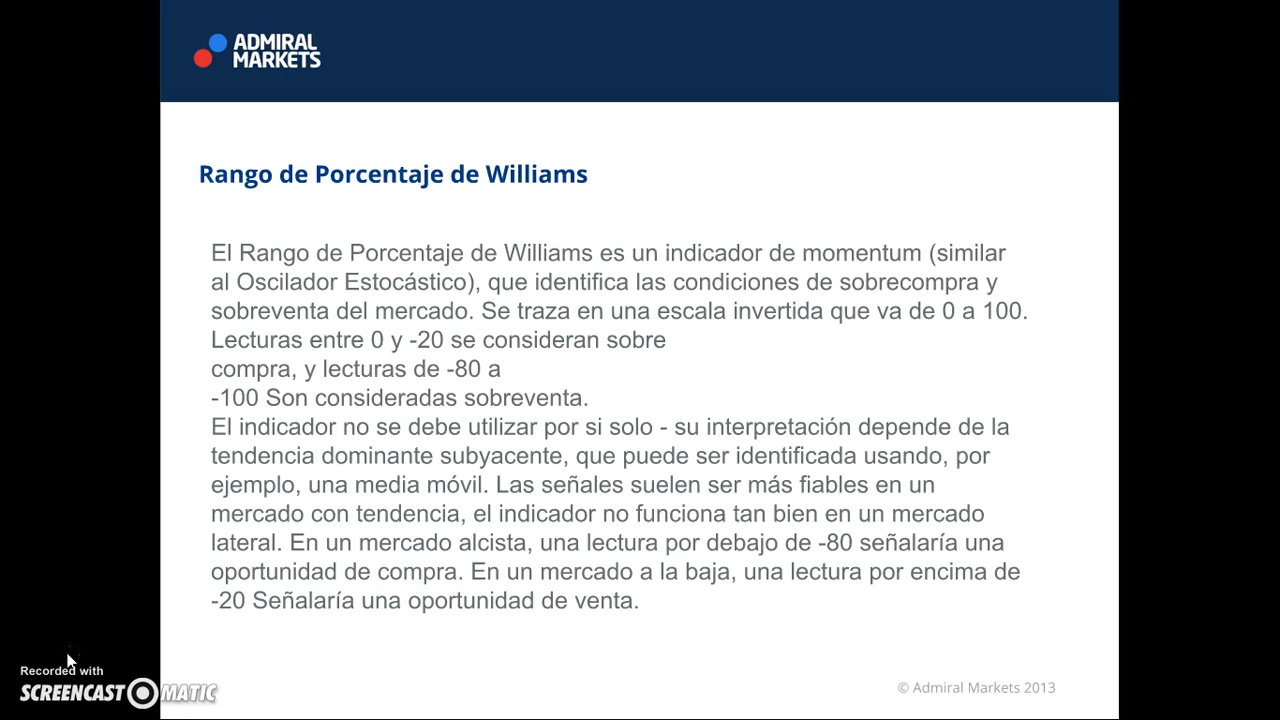 ADMIRAL
MARKETS
Rango de Porcentaje de Williams
El Rango de Porcentaje de Williams es un indicador de momentum (similar
al Oscilador Estocástico), que identifica las condiciones de sobrecompra y
sobreventa del mercado. Se traza en una escala invertida que va de 0 a 100.
Lecturas entre 0 y -20 se consideran sobre
compra, y lecturas de -80 a
-100 Son consideradas sobreventa.
El indicador no se debe utilizar por si solo - su interpretación depende de la
tendencia dominante subyacente, que puede ser identificada usando, por
ejemplo, una media móvil. Las señales suelen ser más fiables en un
mercado con tendencia, el indicador no funciona tan bien en un mercado
lateral. En un mercado alcista, una lectura por debajo de -80 señalaría una
oportunidad de compra. En un mercado a la baja, una lectura por encima de
-20 Señalaría una oportunidad de venta.
Recorded with
SCREENCAST MATIC
© Admiral Markets 2013